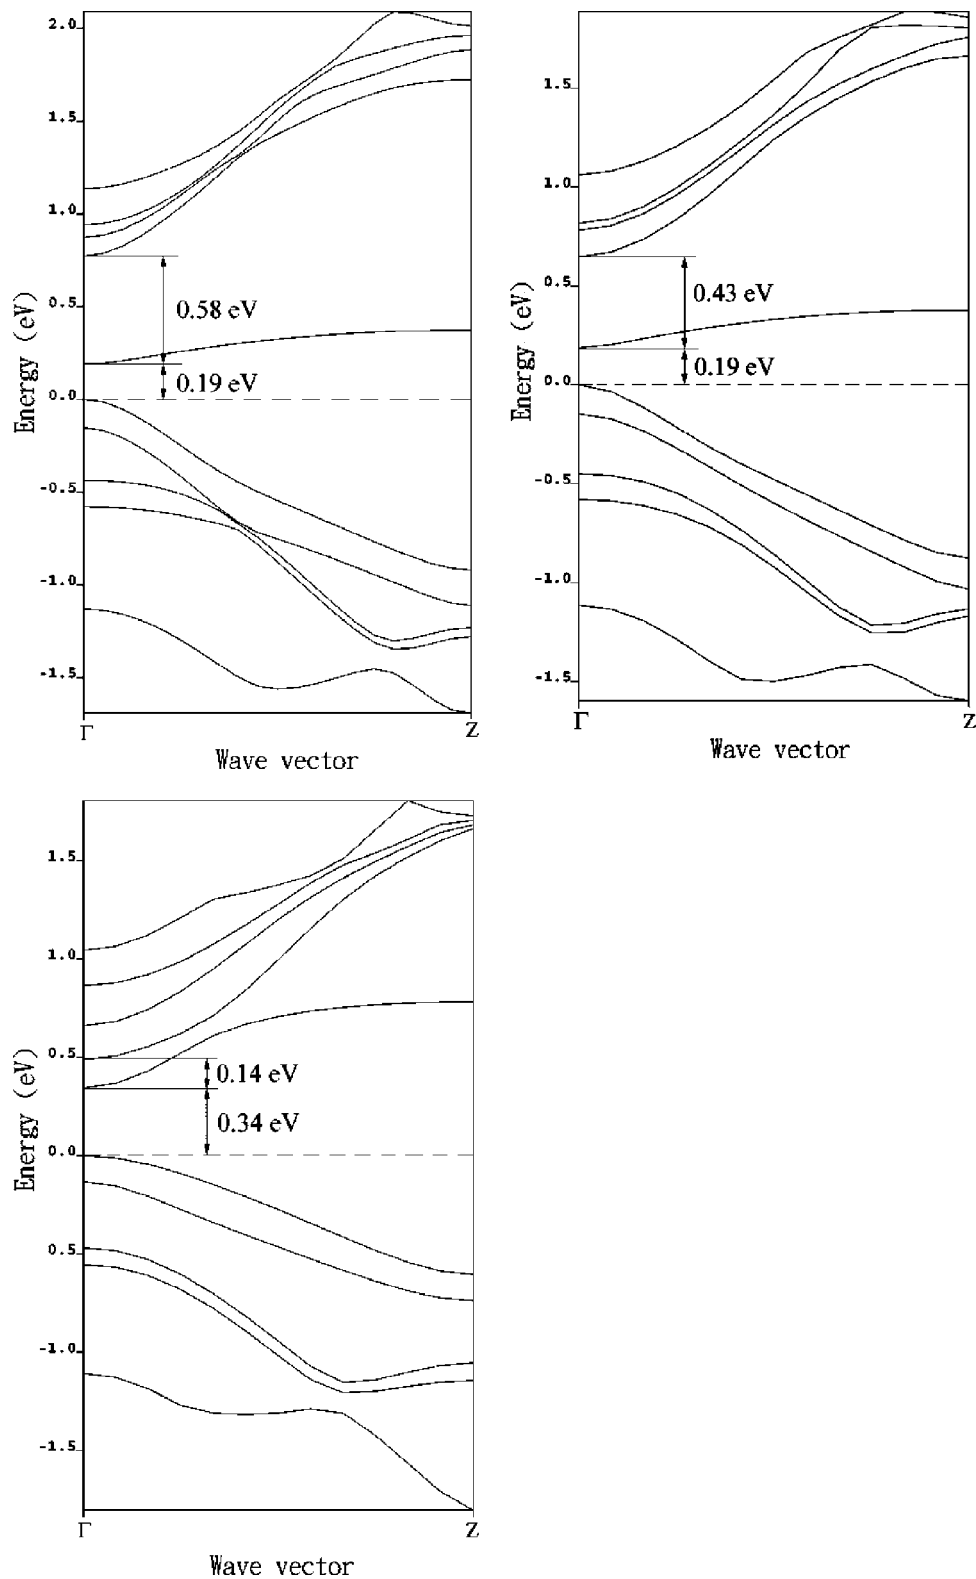 2.0
1.5
1.0
0.5
0.0
-0.5
-1.0
-1.5
Energy (eV)
0.58 eV
0.19 eV
Γ
Z
Wave vector
1.5
1.0
0.5
0.0
-0.5
-1.0
-1.5
Energy (eV)
0.43 eV
0.19 eV
Γ
Z
Wave vector
1.5
1.0
0.5
0.0
0.5
-1.0
-1.5
Energy (eV)
0.14 eV
0.34 eV
Γ
Z
Wave vector